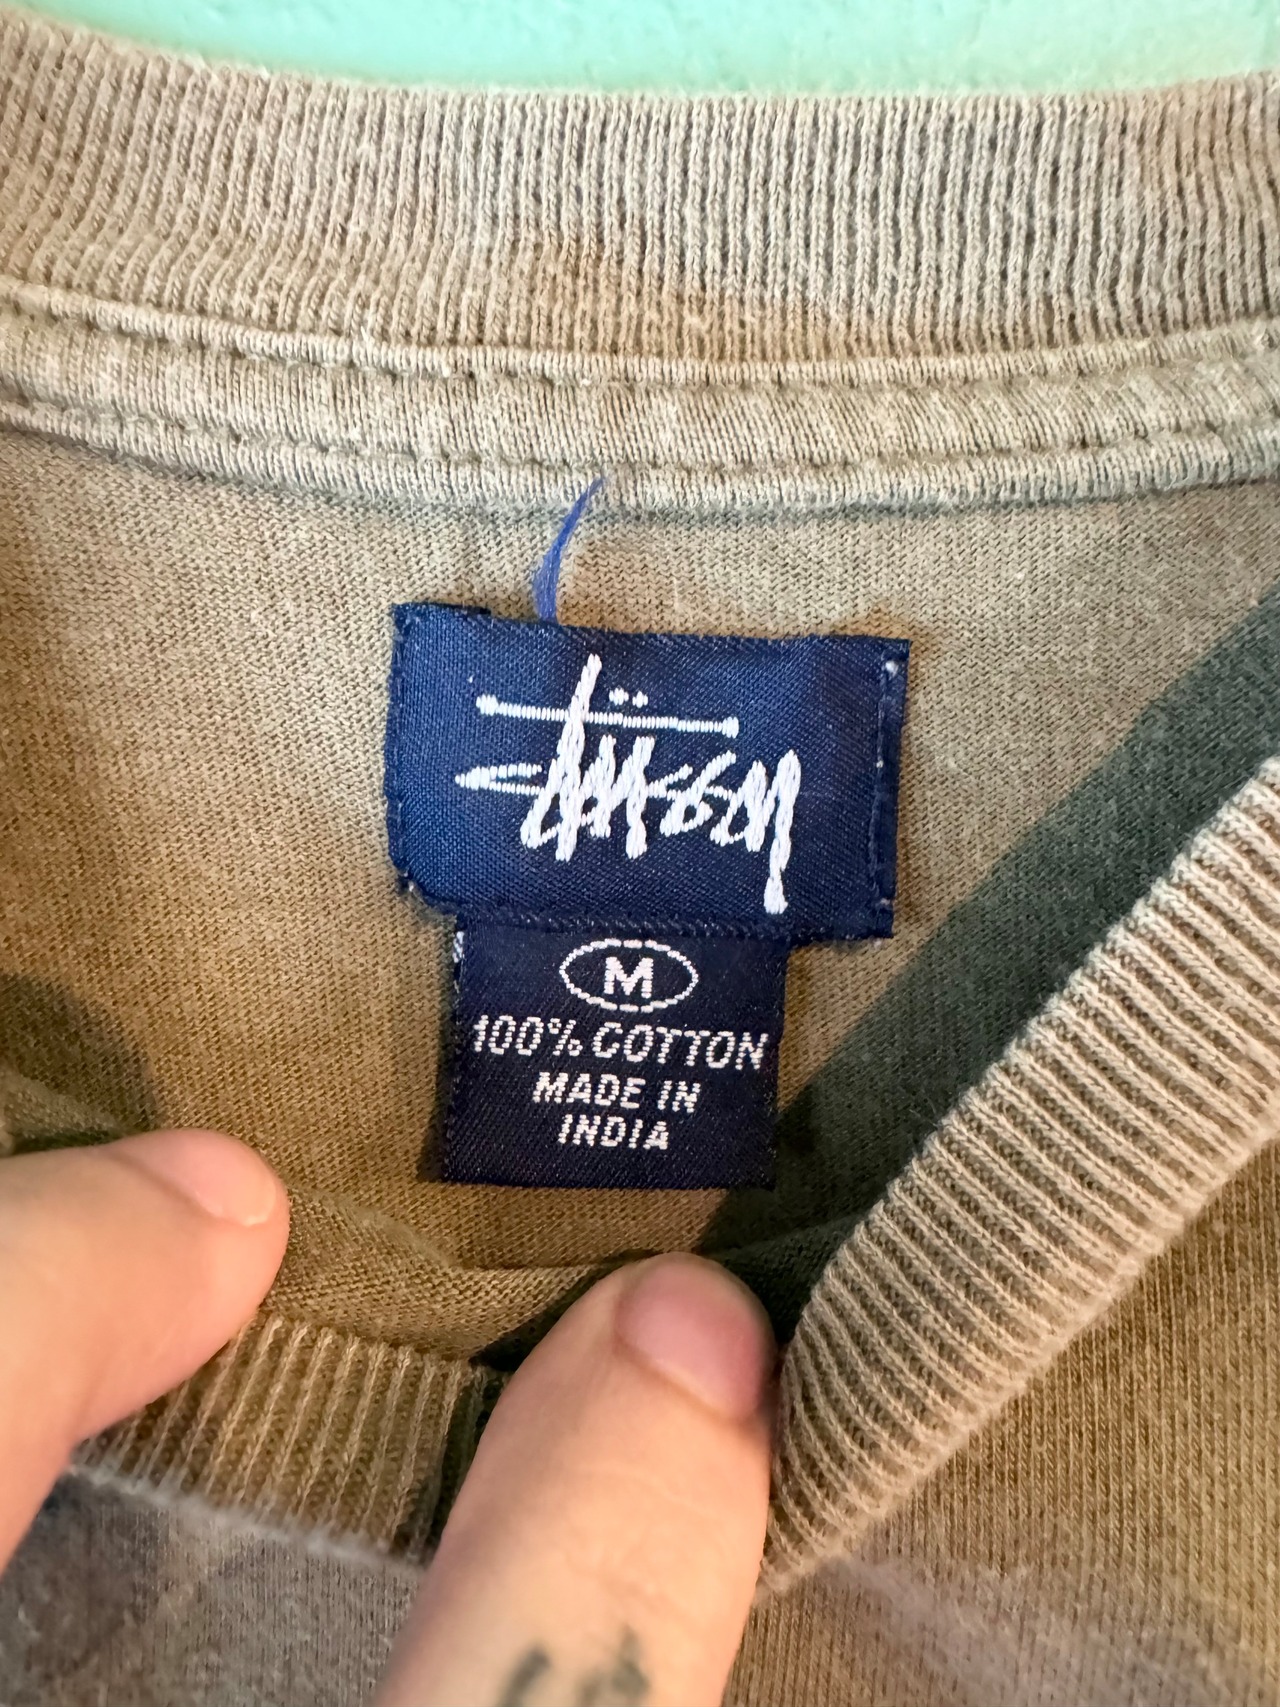 Stüssy
M
100% COTTON
MADE IN
INDIA